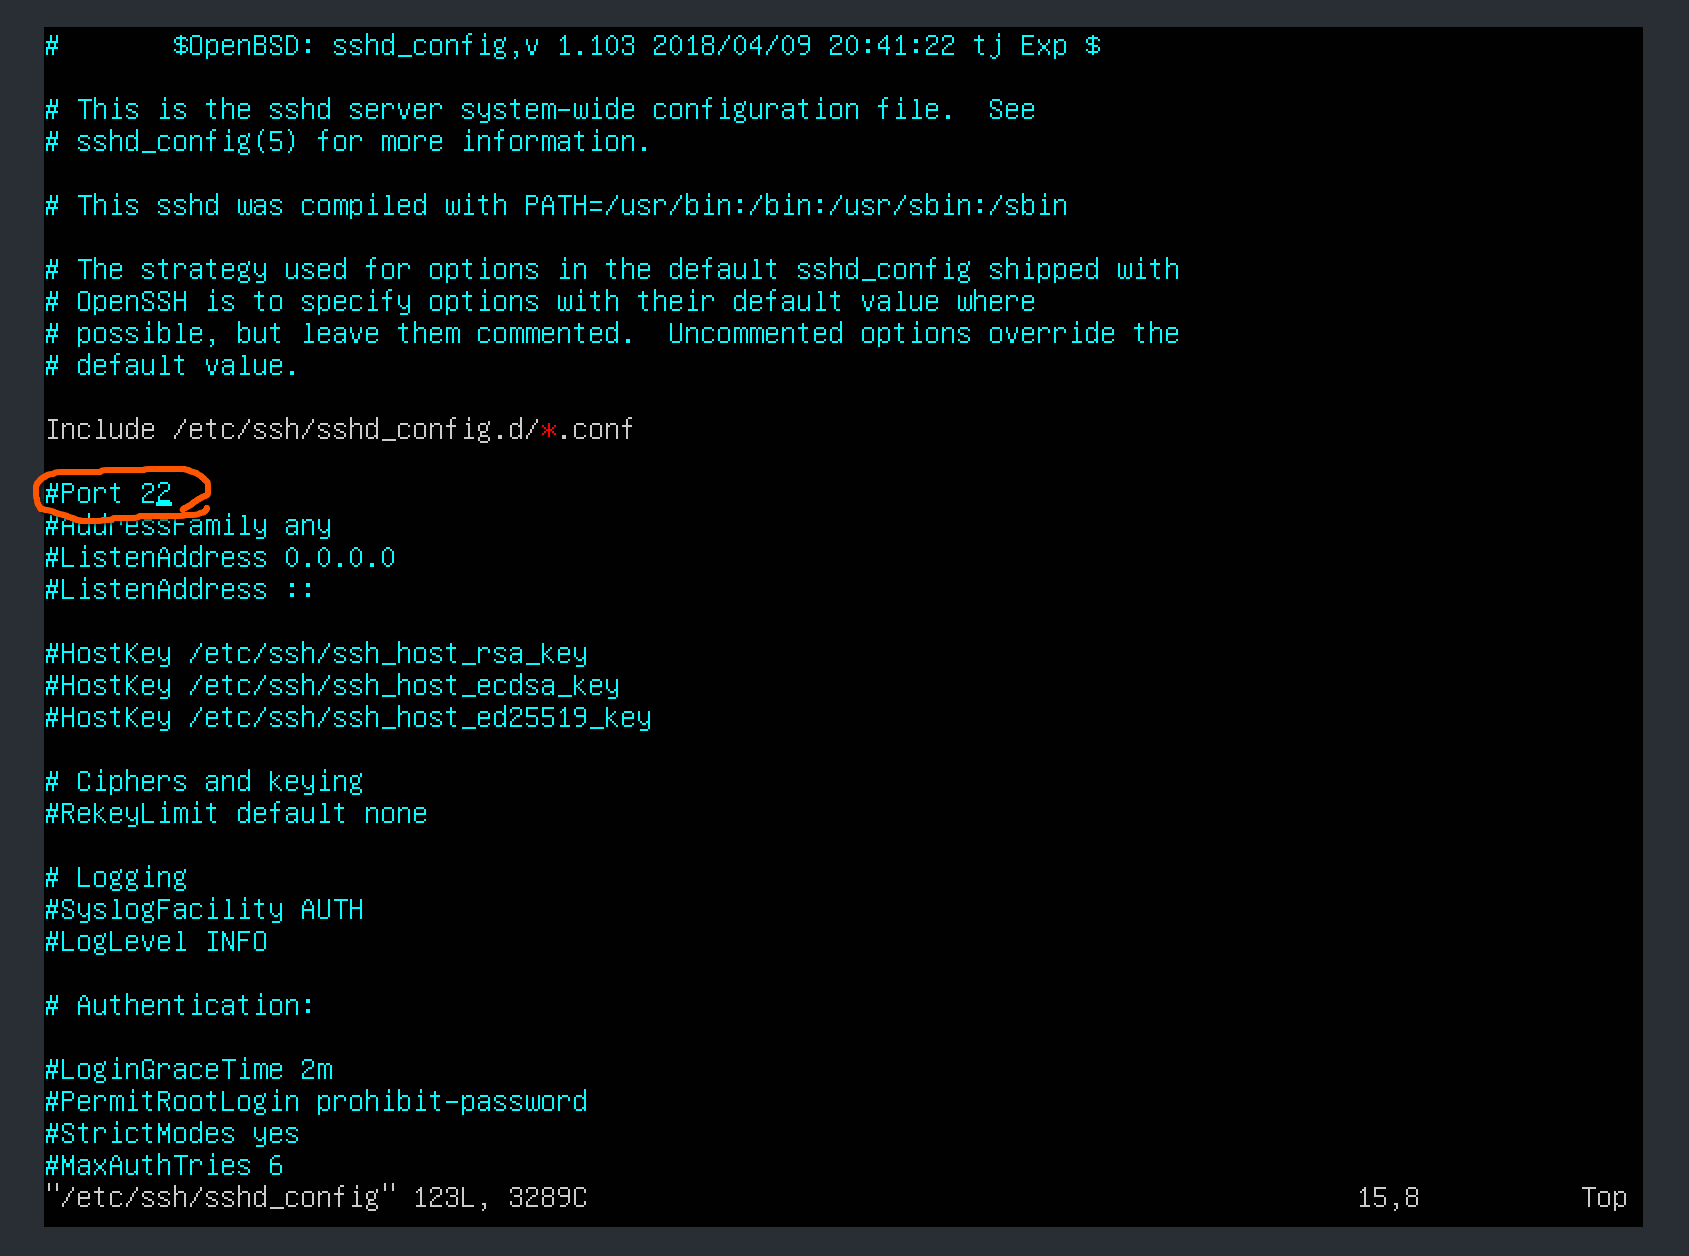 #       $OpenBSD: sshd_config,v 1.103 2018/04/09 20:41:22 tj Exp $
# This is the sshd server system-wide configuration file.  See
# sshd_config(5) for more information.
# This sshd was compiled with PATH=/usr/bin:/bin:/usr/sbin:/sbin
# The strategy used for options in the default sshd_config shipped with
# OpenSSH is to specify options with their default value where
# possible, but leave them commented.  Uncommented options override the
# default value.
Include /etc/ssh/sshd_config.d/*.conf
#Port 22
#AddressFamily any
#ListenAddress 0.0.0.0
#ListenAddress ::
#HostKey /etc/ssh/ssh_host_rsa_key
#HostKey /etc/ssh/ssh_host_ecdsa_key
#HostKey /etc/ssh/ssh_host_ed25519_key
# Ciphers and keying
#RekeyLimit default none
# Logging
#SyslogFacility AUTH
#LogLevel INFO
# Authentication:
#LoginGraceTime 2m
#PermitRootLogin prohibit-password
#StrictModes yes
#MaxAuthTries 6
"/etc/ssh/sshd_config" 123L, 3289C 15,8 Top